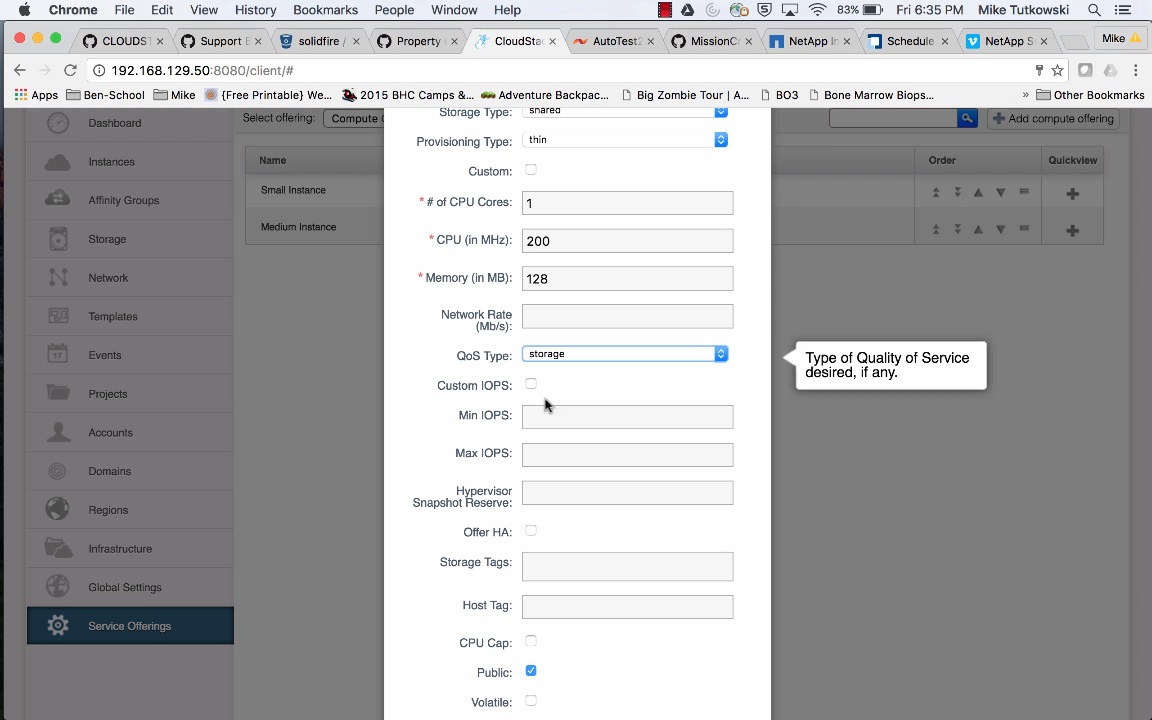 Chrome File Edit View History Bookmarks People Window Help 83% Fri 6:35 PM Mike Tutkowski
CLOUDST Support E solidfire / Property CloudStac AutoTest2 MissionC NetApp In Schedule NetApp S Mike
192.168.129.50:8080/client/#
Apps Ben-School Mike {Free Printable} We... 2015 BHC Camps &... Adventure Backpac... Big Zombie Tour | A... BO3 Bone Marrow Biops... » Other Bookmarks
Dashboard
Instances
Affinity Groups
Storage
Network
Templates
Events
Projects
Accounts
Domains
Regions
Infrastructure
Global Settings
Service Offerings
Select offering: Compute Add compute offering
Name Order Quickview
Small Instance
Medium Instance
Storage Type: shared
Provisioning Type: thin
Custom:
* # of CPU Cores: 1
* CPU (in MHz): 200
* Memory (in MB): 128
Network Rate
(Mb/s):
QoS Type: storage
Custom IOPS:
Min IOPS:
Max IOPS:
Hypervisor
Snapshot Reserve:
Offer HA:
Storage Tags:
Host Tag:
CPU Cap:
Public:
Volatile:
Type of Quality of Service
desired, if any.